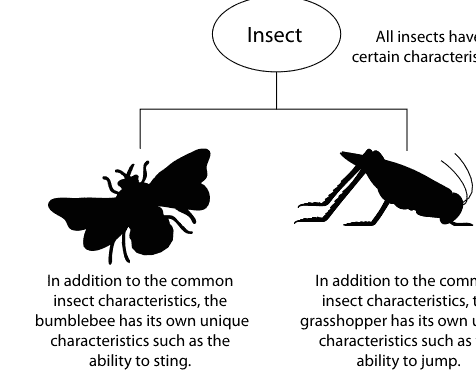 Insect
All insects have
certain
In addition to the common
insect characteristics, the
bumblebee has its own unique
characteristics such as the
ability to sting.
In addition to the
insect characteristics,
grasshopper has its own
characteristics such as
ability to jump.